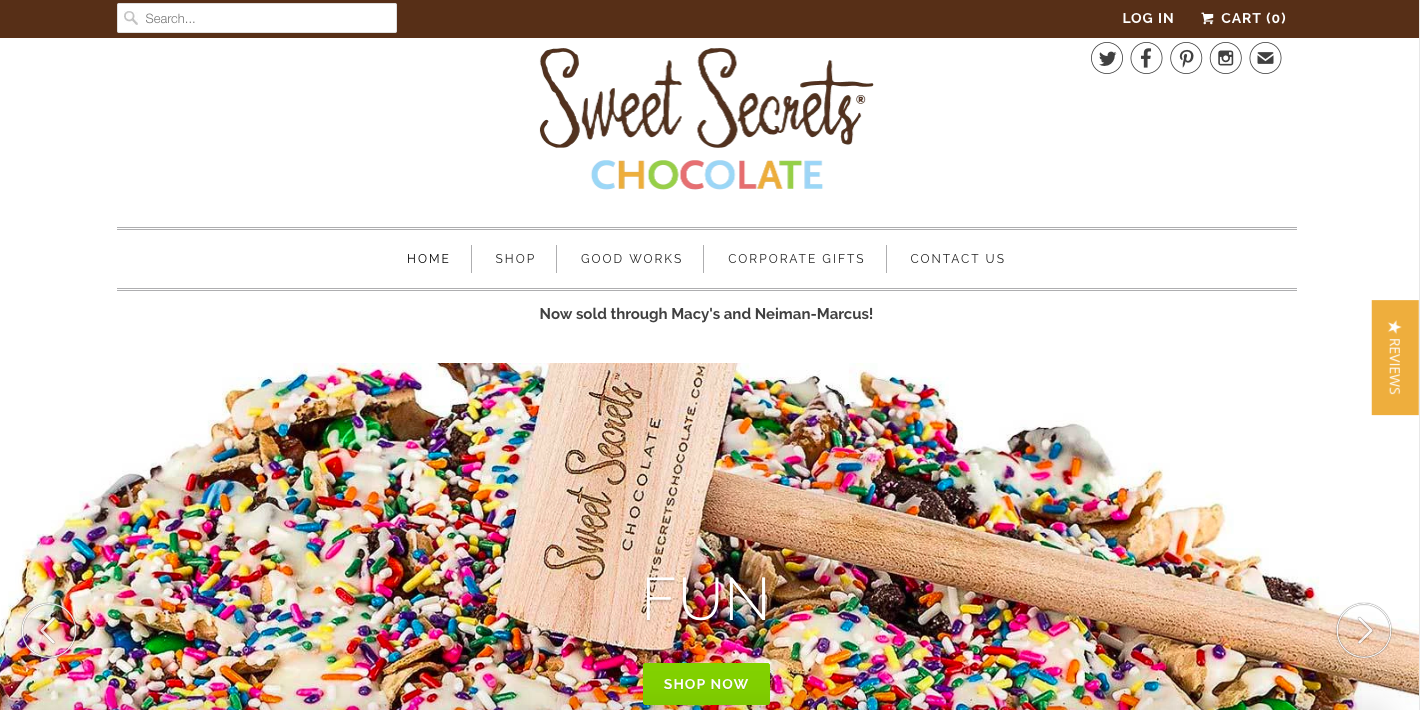 Search...
LOG IN
CART (0)
Sweet Secrets®
CHOCOLATE
HOME
SHOP
GOOD WORKS
CORPORATE GIFTS
CONTACT US
Now sold through Macy's and Neiman-Marcus!
★ REVIEWS
Sweet Secrets™
CHOCOLATE
SWEETSECRETSCHOCOLATE.COM
FUN
SHOP NOW